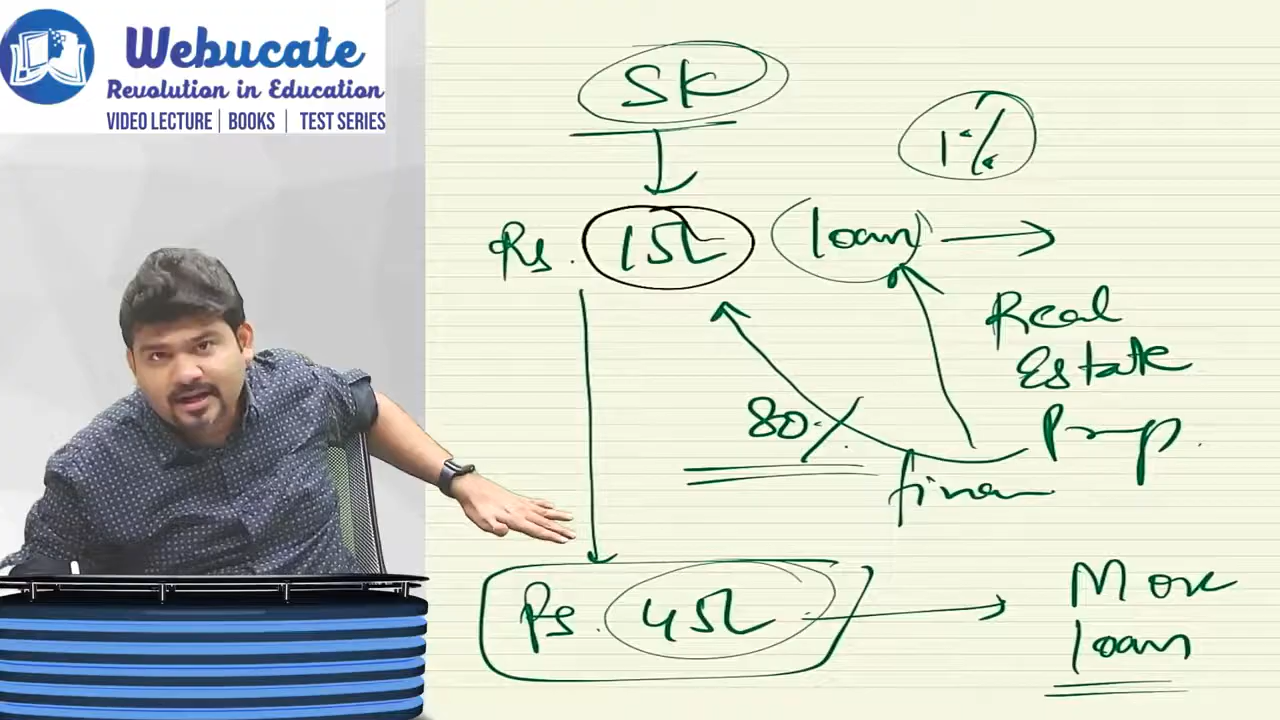 Webucate
Revolution in Education
VIDEO LECTURE | BOOKS | TEST SERIES
SK
1%
Rs. 15L loan
Real
Estate
Prop.
80%
finan
Rs. 45L
More
loan